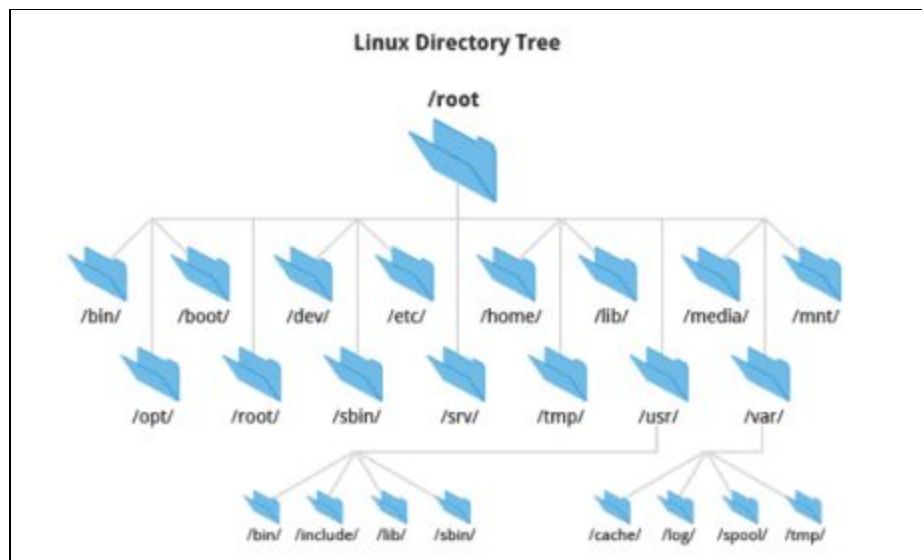 Linux Directory Tree
/root
/bin/ /boot/ /dev/ /etc/ /home/ /lib/ /media/ /mnt/
/opt/ /root/ /sbin/ /srv/ /tmp/ /usr/ /var/
/bin/ /include/ /lib/ /sbin/ /cache/ /log/ /spool/ /tmp/